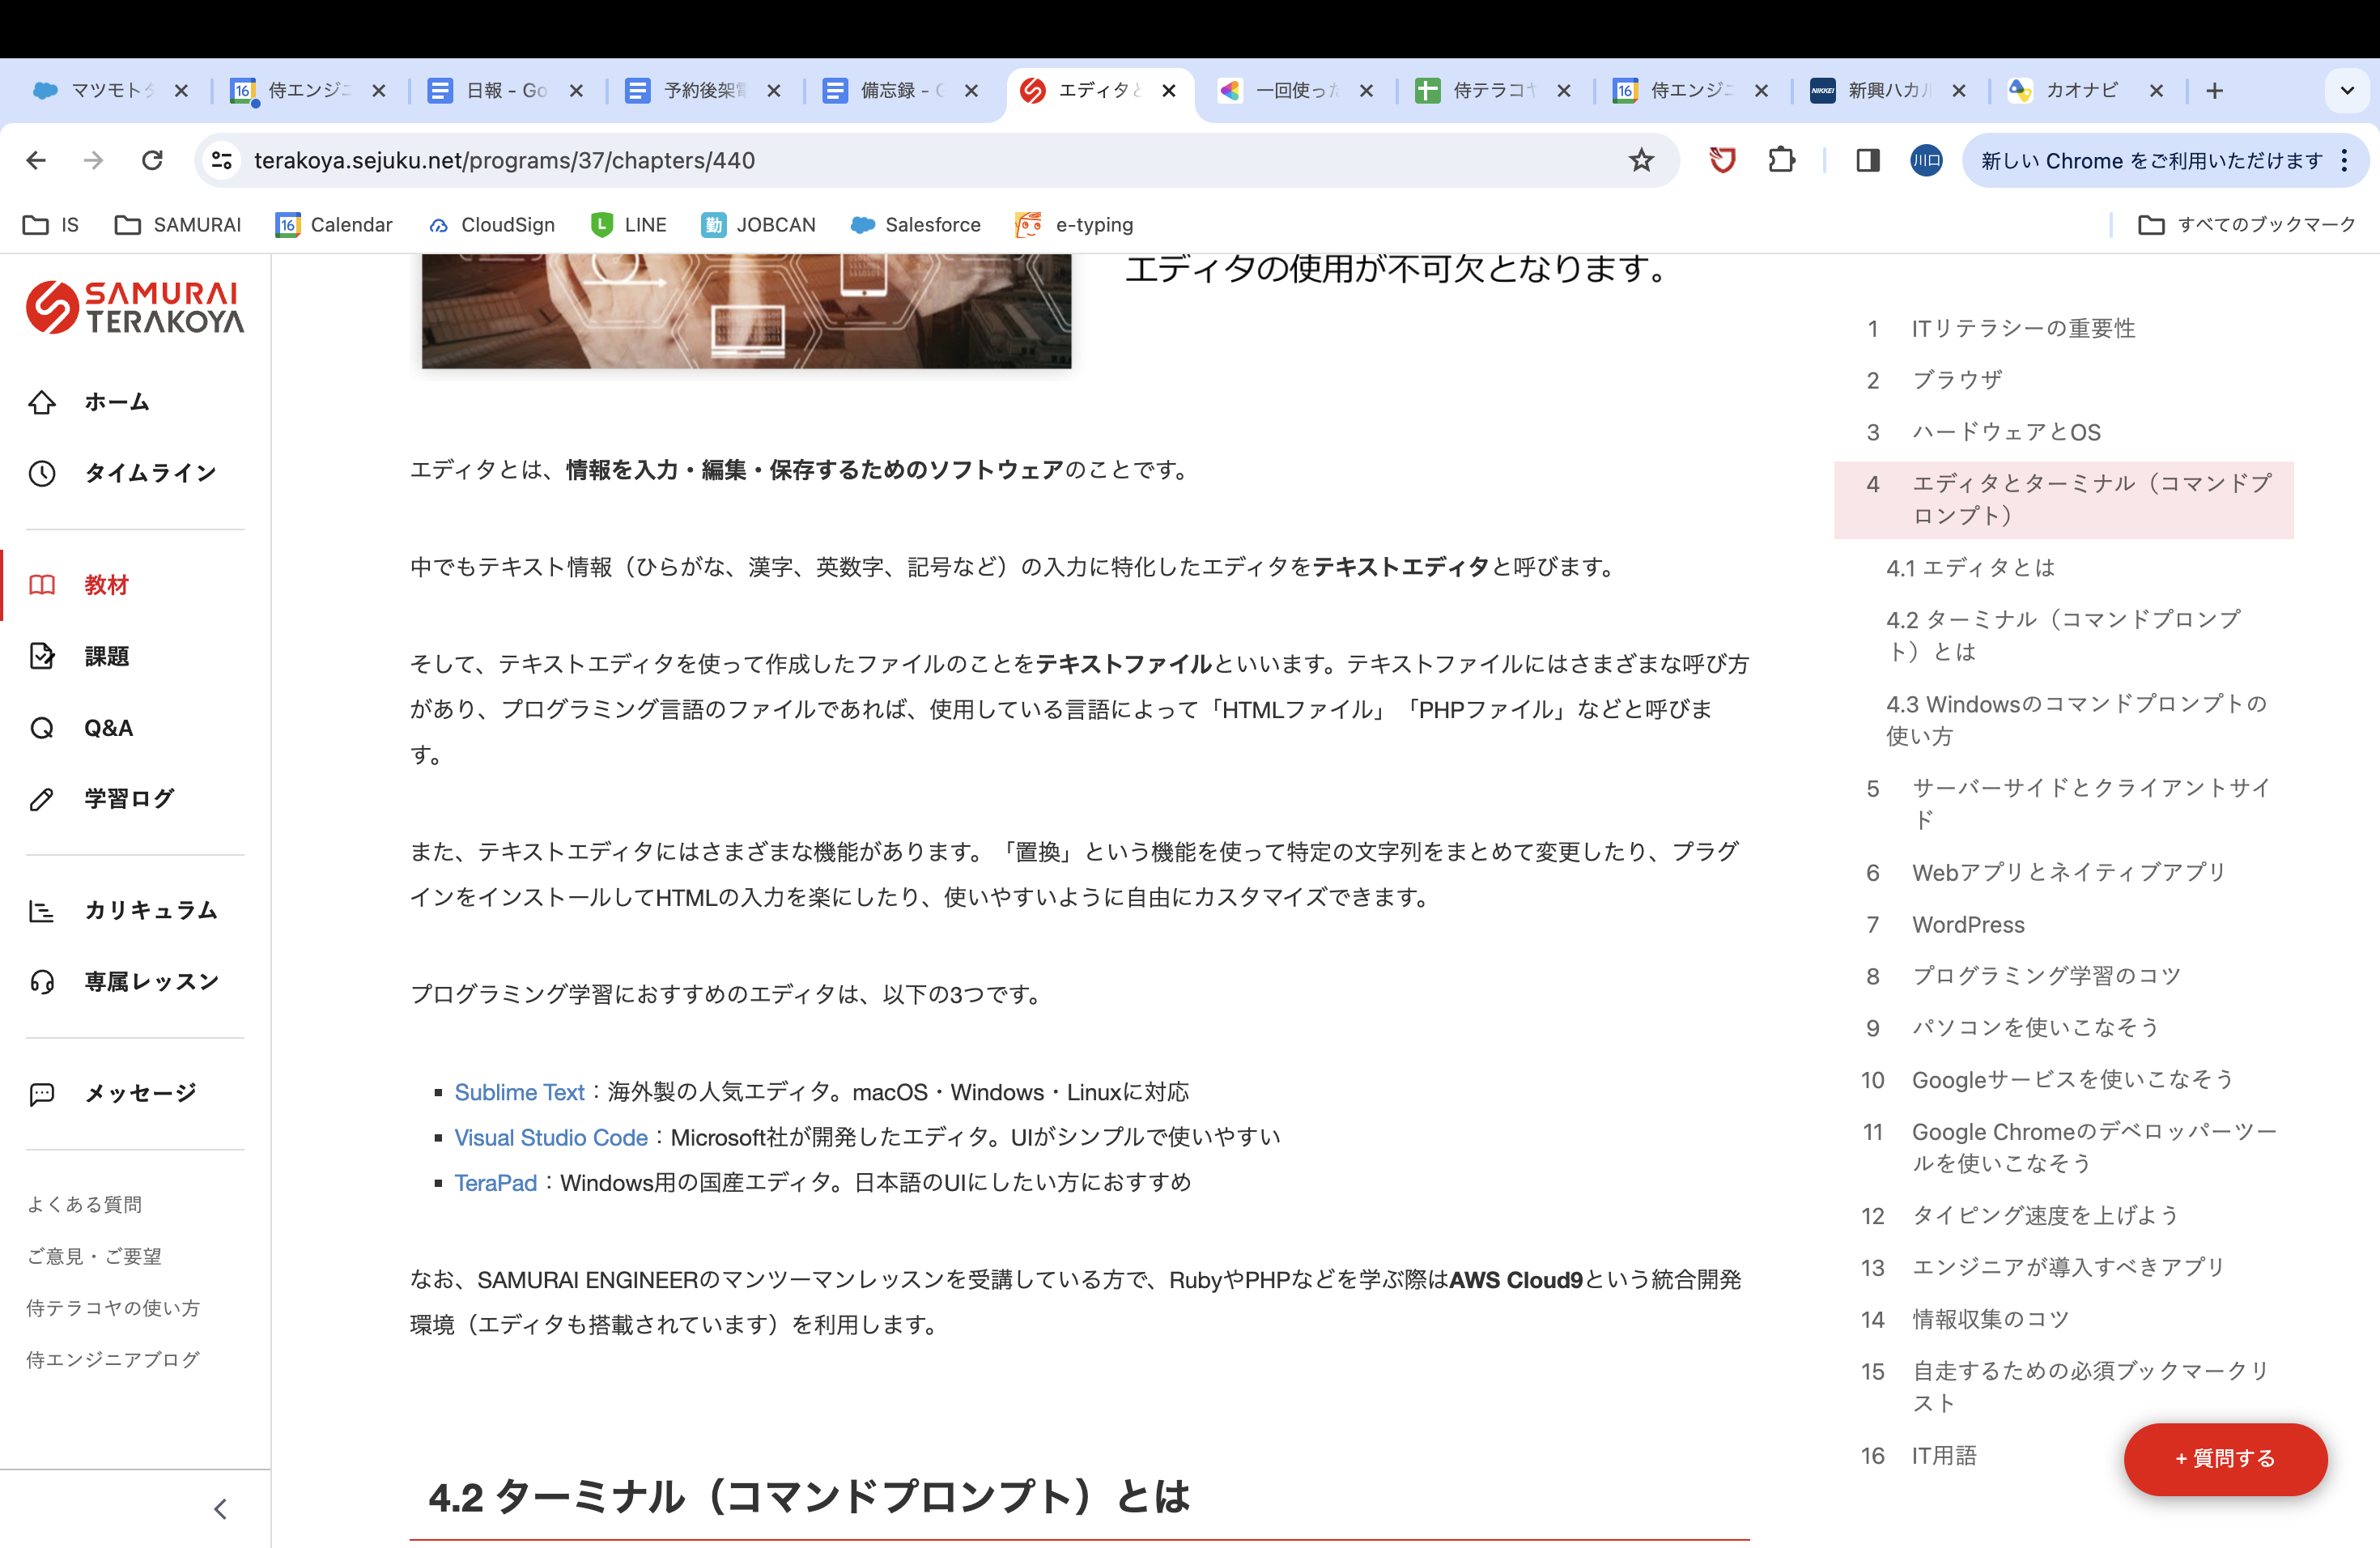 マツモトタ
侍エンジニ
日報 - Go
予約後架電
備忘録 - G
エディタと
一回使った
侍テラコヤ
侍エンジニ
新興ハカル
カオナビ
terakoya.sejuku.net/programs/37/chapters/440
川口
新しい Chrome をご利用いただけます
IS
SAMURAI
16 Calendar
CloudSign
LINE
勤 JOBCAN
Salesforce
e-typing
すべてのブックマーク
SAMURAI
TERAKOYA
ホーム
タイムライン
教材
課題
Q&A
学習ログ
カリキュラム
専属レッスン
メッセージ
よくある質問
ご意見・ご要望
侍テラコヤの使い方
侍エンジニアブログ
エディタの使用が不可欠となります。
エディタとは、情報を入力・編集・保存するためのソフトウェアのことです。
中でもテキスト情報（ひらがな、漢字、英数字、記号など）の入力に特化したエディタをテキストエディタと呼びます。
そして、テキストエディタを使って作成したファイルのことをテキストファイルといいます。テキストファイルにはさまざまな呼び方
があり、プログラミング言語のファイルであれば、使用している言語によって「HTMLファイル」「PHPファイル」などと呼びま
す。
また、テキストエディタにはさまざまな機能があります。「置換」という機能を使って特定の文字列をまとめて変更したり、プラグ
インをインストールしてHTMLの入力を楽にしたり、使いやすいように自由にカスタマイズできます。
プログラミング学習におすすめのエディタは、以下の3つです。
Sublime Text：海外製の人気エディタ。macOS・Windows・Linuxに対応
Visual Studio Code：Microsoft社が開発したエディタ。UIがシンプルで使いやすい
TeraPad：Windows用の国産エディタ。日本語のUIにしたい方におすすめ
なお、SAMURAI ENGINEERのマンツーマンレッスンを受講している方で、RubyやPHPなどを学ぶ際はAWS Cloud9という統合開発
環境（エディタも搭載されています）を利用します。
4.2 ターミナル（コマンドプロンプト）とは
1 ITリテラシーの重要性
2 ブラウザ
3 ハードウェアとOS
4 エディタとターミナル（コマンドプ
ロンプト）
4.1 エディタとは
4.2 ターミナル（コマンドプロンプ
ト）とは
4.3 Windowsのコマンドプロンプトの
使い方
5 サーバーサイドとクライアントサイ
ド
6 Webアプリとネイティブアプリ
7 WordPress
8 プログラミング学習のコツ
9 パソコンを使いこなそう
10 Googleサービスを使いこなそう
11 Google Chromeのデベロッパーツー
ルを使いこなそう
12 タイピング速度を上げよう
13 エンジニアが導入すべきアプリ
14 情報収集のコツ
15 自走するための必須ブックマークリ
スト
16 IT用語
+ 質問する